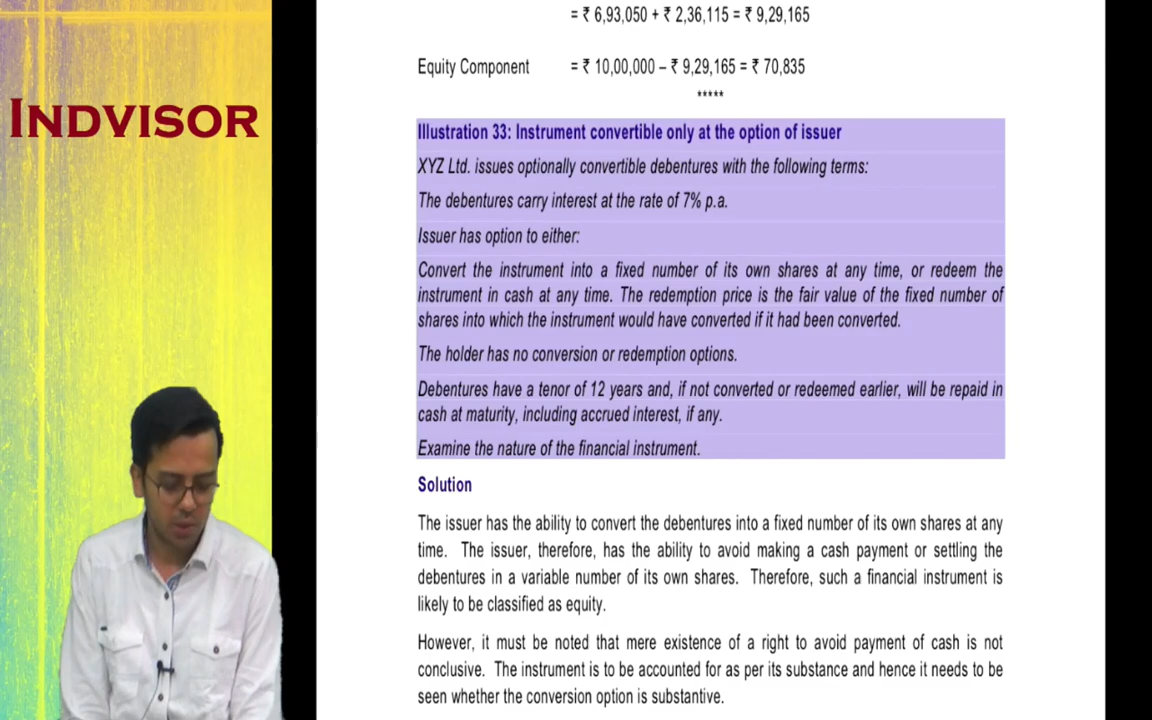 = ₹ 6,93,050 + ₹ 2,36,115 = ₹ 9,29,165
Equity Component = ₹ 10,00,000 – ₹ 9,29,165 = ₹ 70,835
*****
INDVISOR
Illustration 33: Instrument convertible only at the option of issuer
XYZ Ltd. issues optionally convertible debentures with the following terms:
The debentures carry interest at the rate of 7% p.a.
Issuer has option to either:
Convert the instrument into a fixed number of its own shares at any time, or redeem the
instrument in cash at any time. The redemption price is the fair value of the fixed number of
shares into which the instrument would have converted if it had been converted.
The holder has no conversion or redemption options.
Debentures have a tenor of 12 years and, if not converted or redeemed earlier, will be repaid in
cash at maturity, including accrued interest, if any.
Examine the nature of the financial instrument.
Solution
The issuer has the ability to convert the debentures into a fixed number of its own shares at any
time. The issuer, therefore, has the ability to avoid making a cash payment or settling the
debentures in a variable number of its own shares. Therefore, such a financial instrument is
likely to be classified as equity.
However, it must be noted that mere existence of a right to avoid payment of cash is not
conclusive. The instrument is to be accounted for as per its substance and hence it needs to be
seen whether the conversion option is substantive.